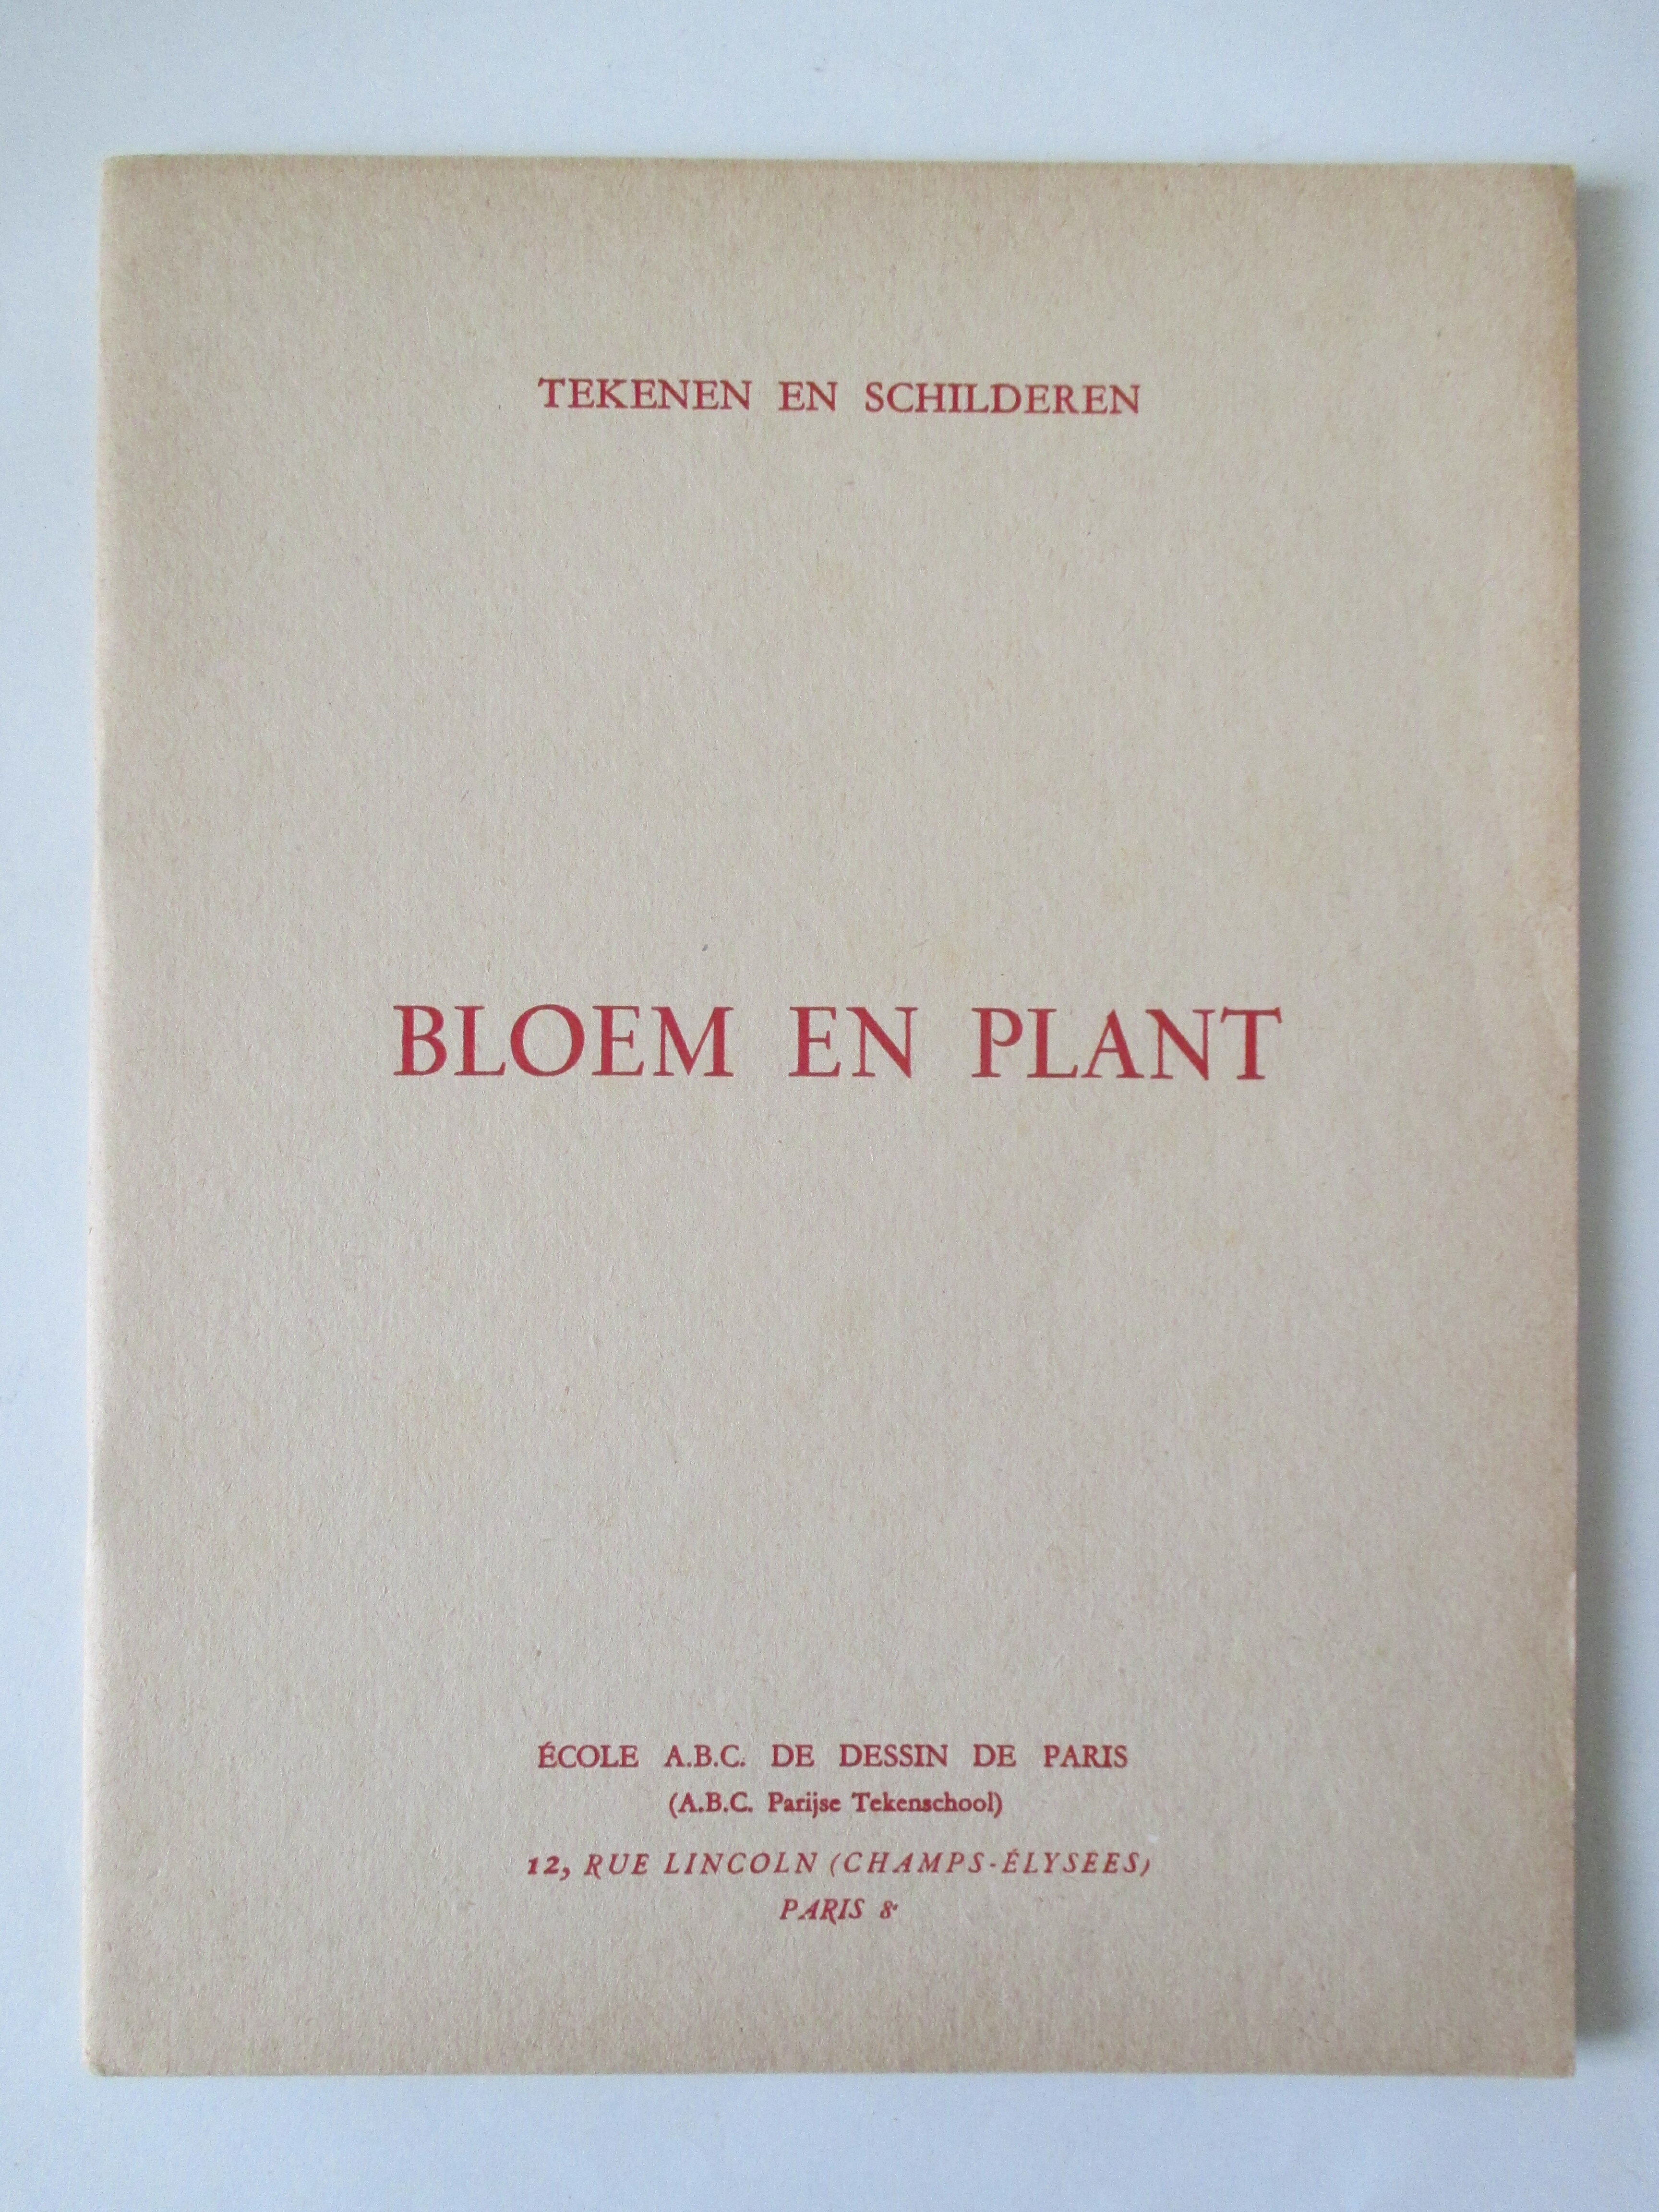 TEKENEN EN SCHILDEREN
BLOEM EN PLANT
ÉCOLE A.B.C. DE DESSIN DE PARIS
(A.B.C. Parijse Tekenschool)
12, RUE LINCOLN (CHAMPS-ÉLYSEES)
PARIS 8e